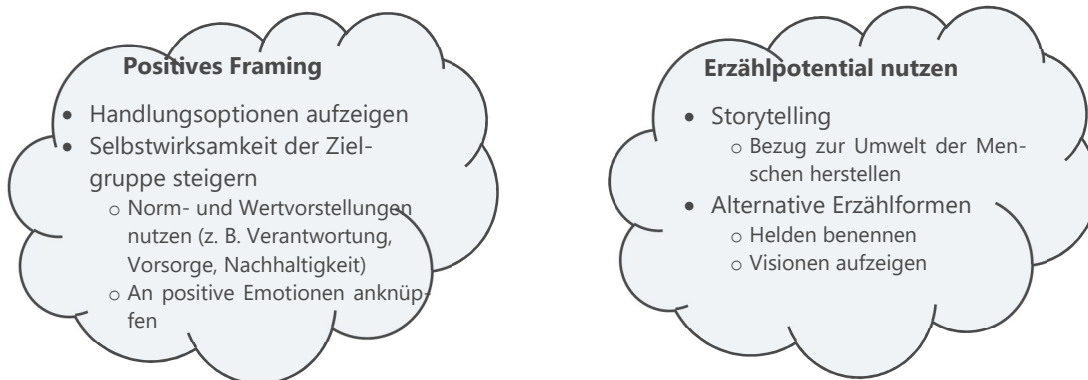 Positives Framing
• Handlungsoptionen aufzeigen
• Selbstwirksamkeit der Ziel-
gruppe steigern
o Norm- und Wertvorstellungen
nutzen (z. B. Verantwortung,
Vorsorge, Nachhaltigkeit)
o An positive Emotionen anknüp-
fen
Erzählpotential nutzen
• Storytelling
o Bezug zur Umwelt der Men-
schen herstellen
• Alternative Erzählformen
o Helden benennen
o Visionen aufzeigen